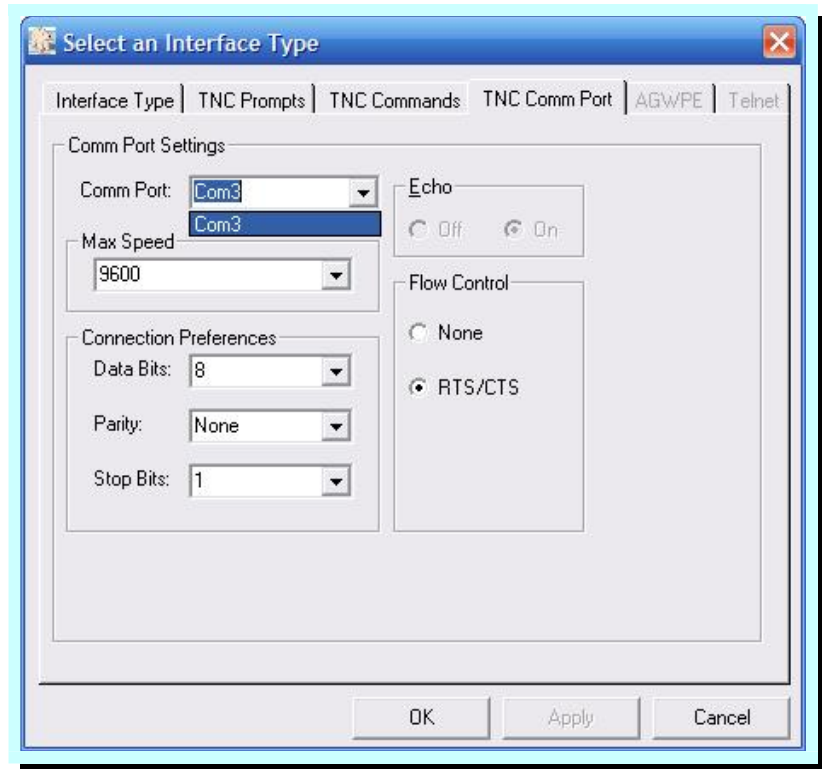 Select an Interface Type
Interface Type TNC Prompts TNC Commands TNC Comm Port AGWPE Telnet
Comm Port Settings
Comm Port: Com3
Com3
Max Speed
9600
Connection Preferences
Data Bits: 8
Parity: None
Stop Bits: 1
Echo
Off On
Flow Control
None
RTS/CTS
OK Apply Cancel